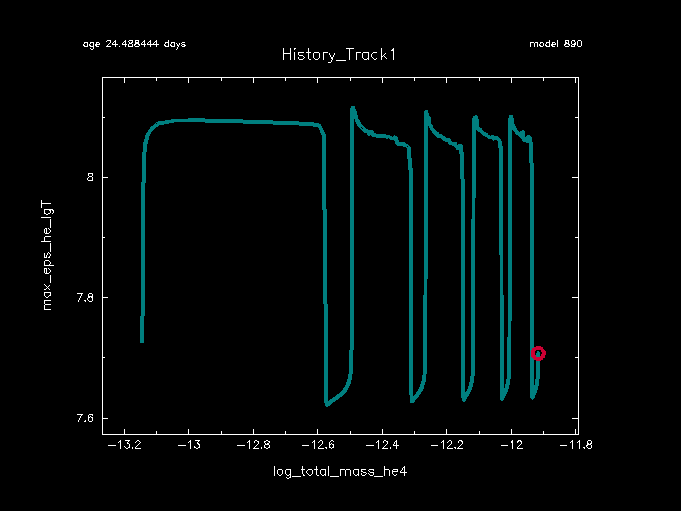 age 24.488444 days
model 890
History_Track1
8
7.8
7.6
max_eps_he_lgT
-13.2
-13
-12.8
-12.6
-12.4
-12.2
-12
-11.8
log_total_mass_he4